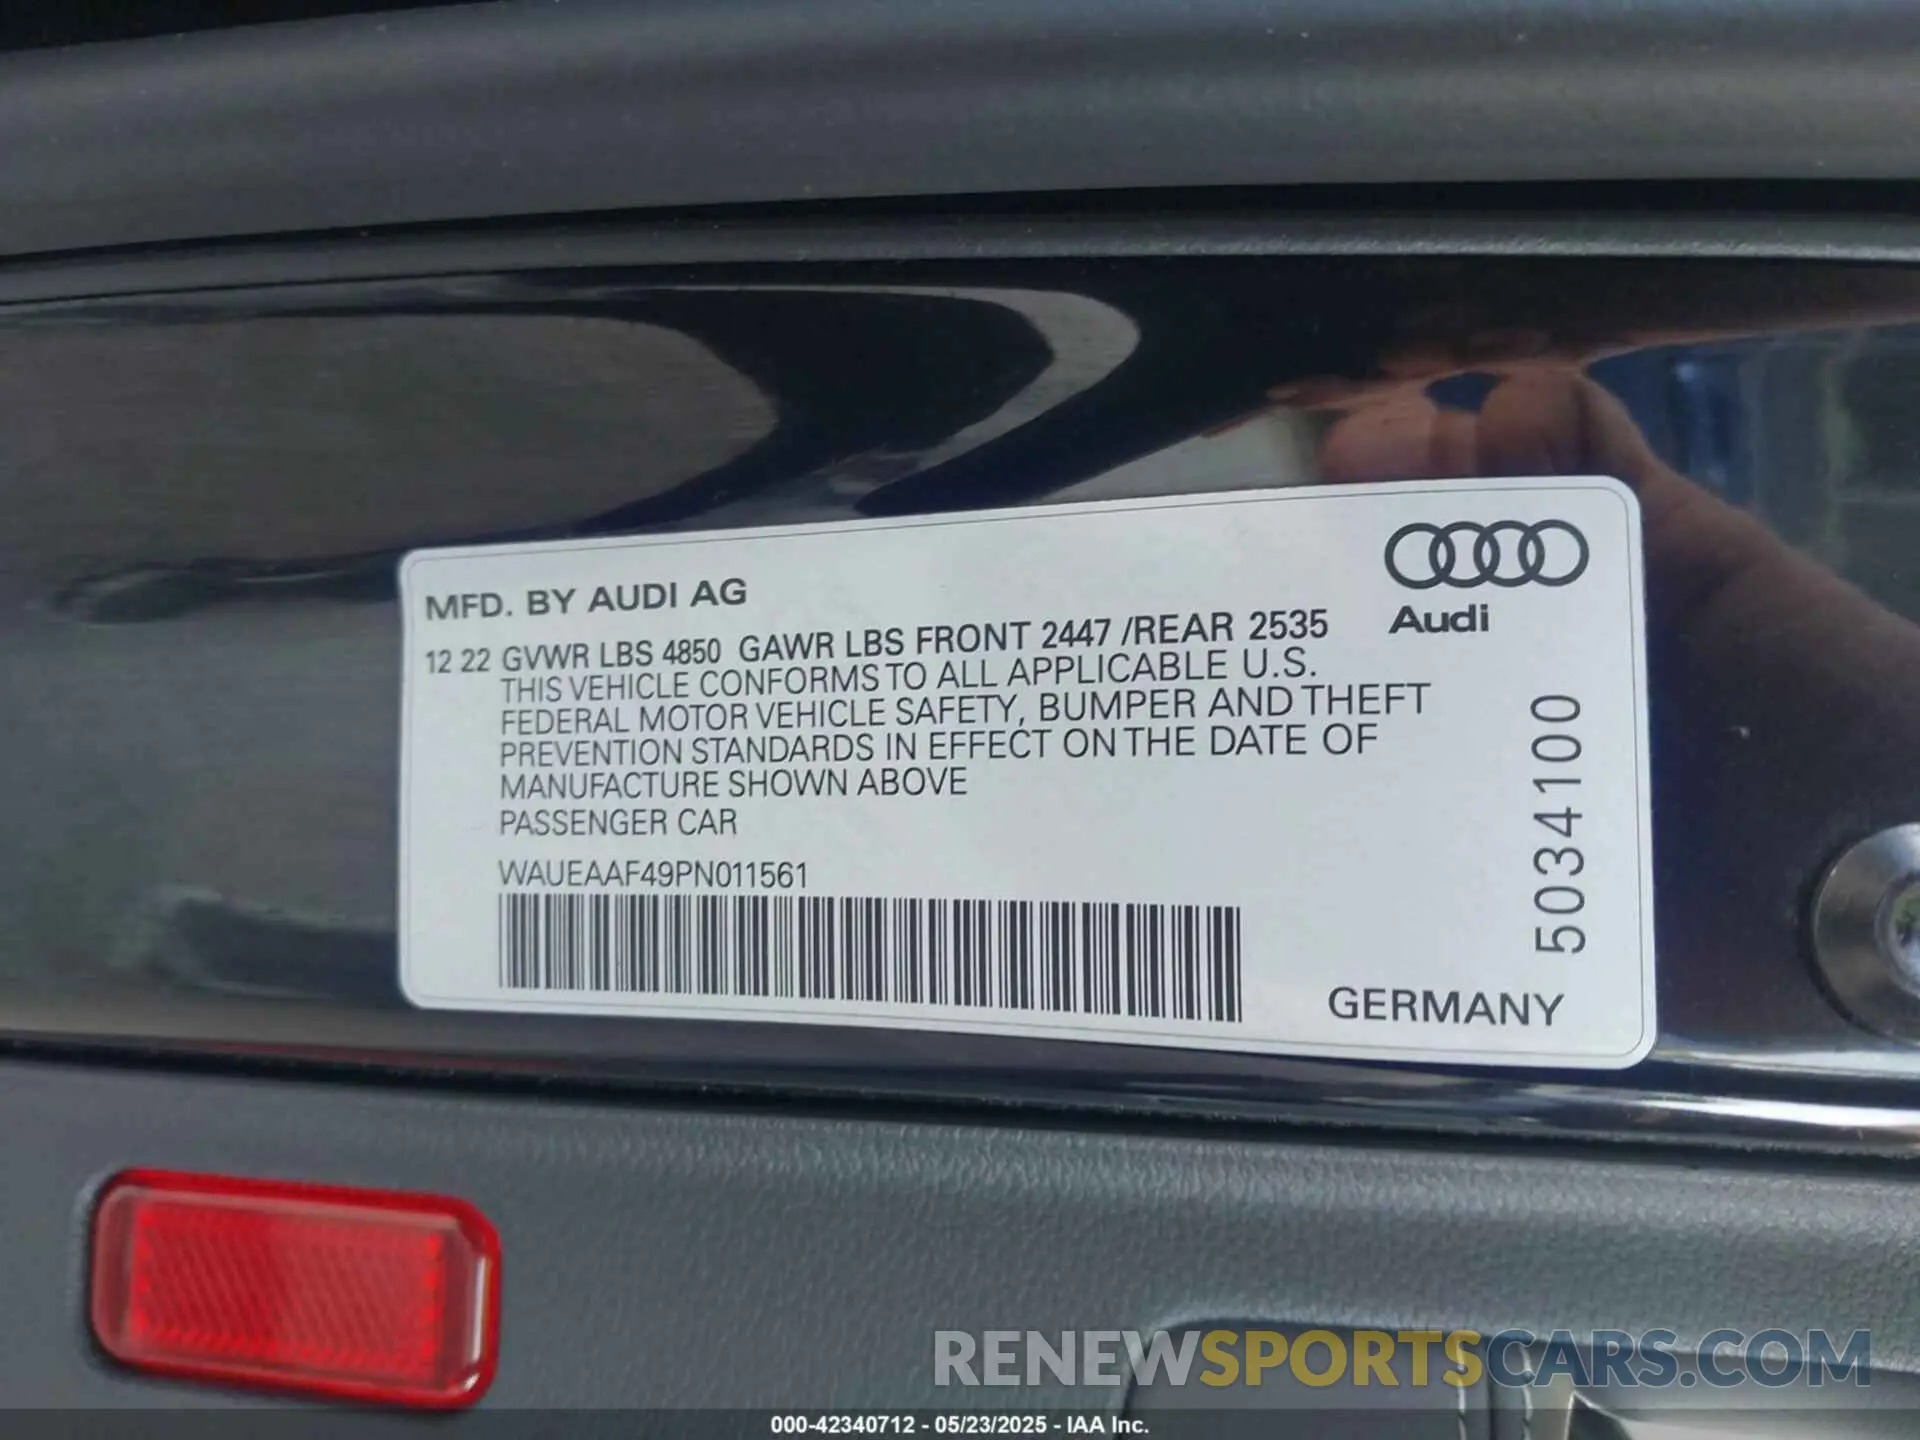 MFD. BY AUDI AG
Audi
12 22 GVWR LBS 4850 GAWR LBS FRONT 2447 /REAR 2535
THIS VEHICLE CONFORMS TO ALL APPLICABLE U.S.
FEDERAL MOTOR VEHICLE SAFETY, BUMPER AND THEFT
PREVENTION STANDARDS IN EFFECT ON THE DATE OF
MANUFACTURE SHOWN ABOVE
PASSENGER CAR
WAUEAAF49PN011561
5034100
GERMANY
RENEWSPORTSCARS.COM
000-42340712 - 05/23/2025 - IAA Inc.